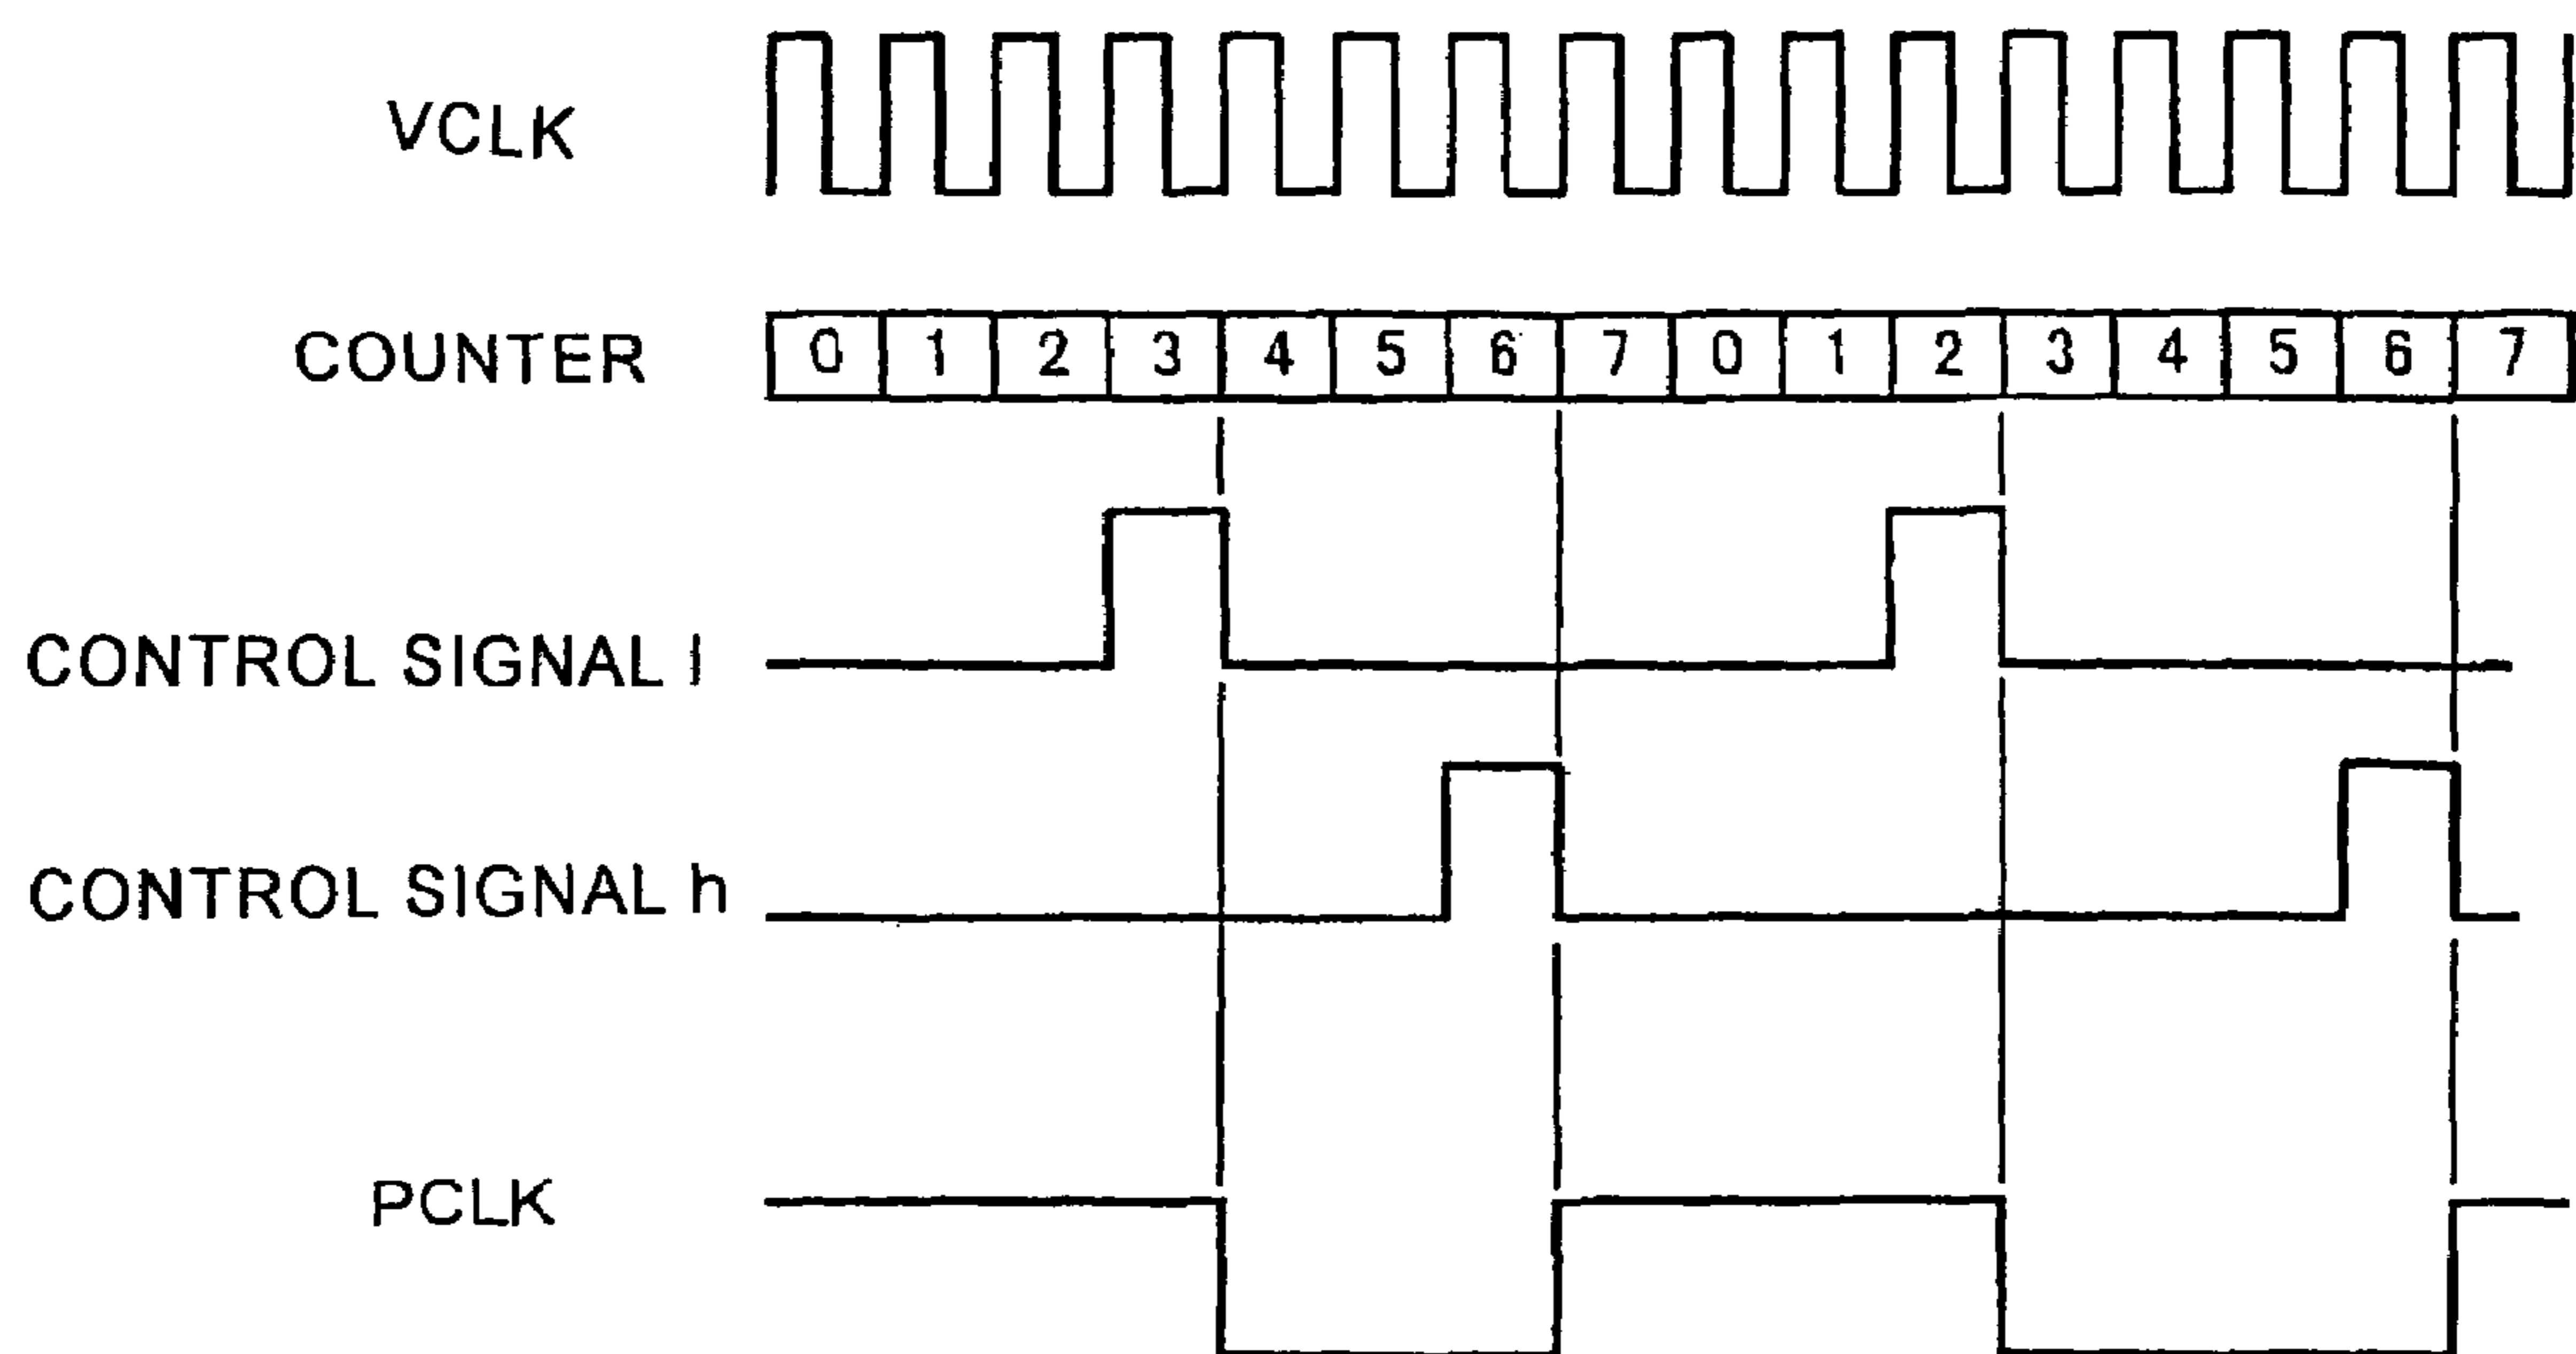 VCLK
COUNTER 0 1 2 3 4 5 6 7 0 1 2 3 4 5 6 7
CONTROL SIGNAL l
CONTROL SIGNAL h
PCLK